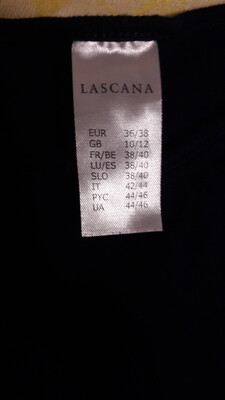 LASCANA
EUR 36/38
GB 10/12
FR/BE 38/40
LU/ES 38/40
SLO 38/40
IT 42/44
РУС 44/46
UA 44/46